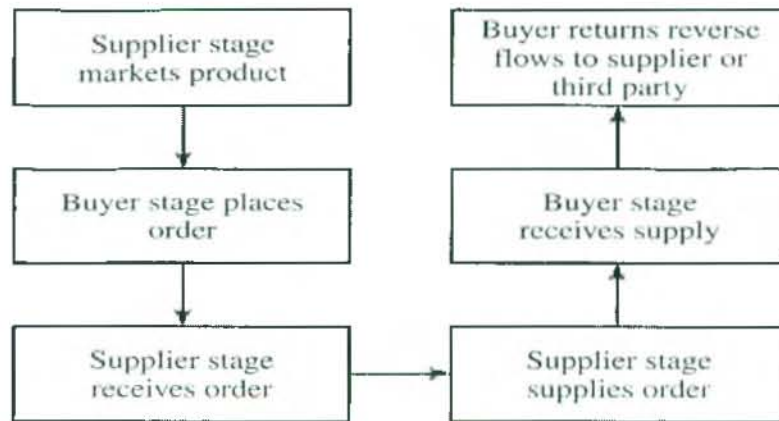 Supplier stage
markets product
Buyer stage places
order
Supplier stage
receives order
Supplier stage
supplies order
Buyer stage
receives supply
Buyer returns reverse
flows to supplier or
third party